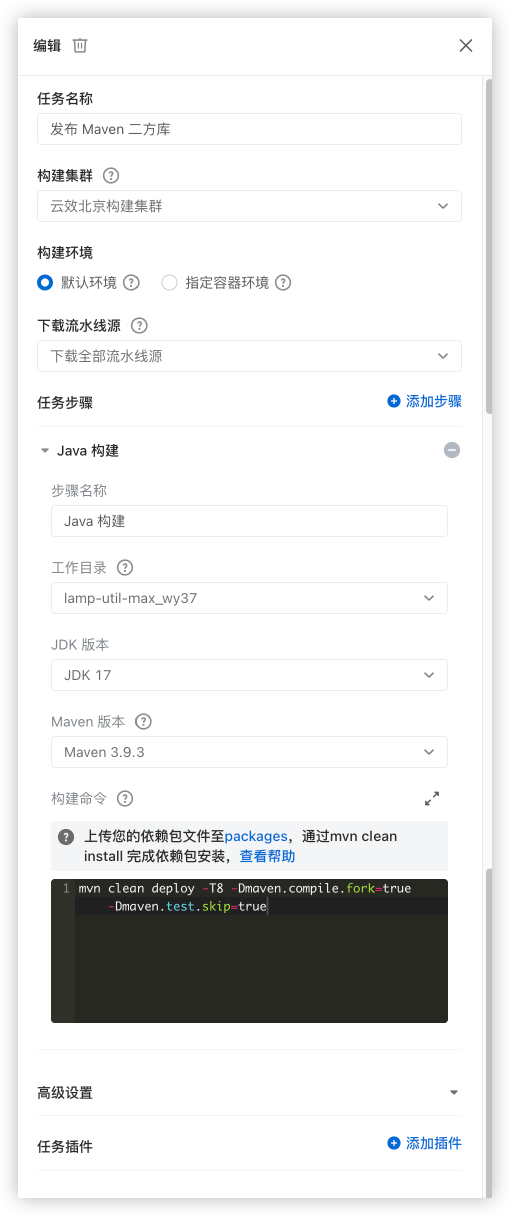 编辑
任务名称
发布 Maven 二方库
构建集群 ?
云效北京构建集群
构建环境
默认环境 ? 指定容器环境 ?
下载流水线源 ?
下载全部流水线源
任务步骤 添加步骤
Java 构建
步骤名称
Java 构建
工作目录 ?
lamp-util-max_wy37
JDK 版本
JDK 17
Maven 版本 ?
Maven 3.9.3
构建命令 ?
? 上传您的依赖包文件至packages，通过mvn clean
install 完成依赖包安装，查看帮助
1 mvn clean deploy -T8 -Dmaven.compile.fork=true
-Dmaven.test.skip=true
高级设置
任务插件 添加插件